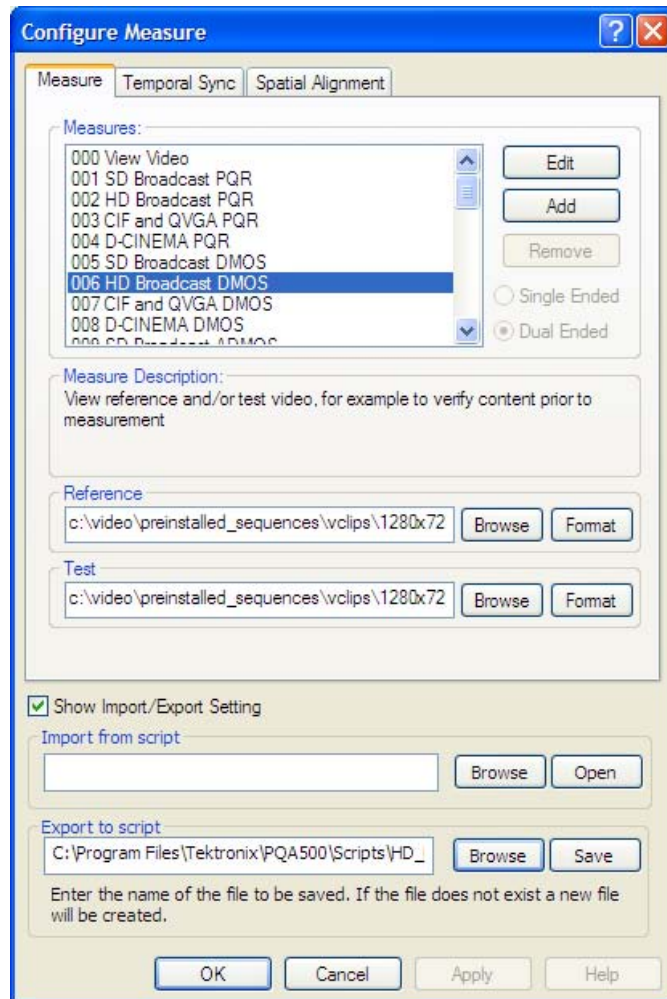 Configure Measure
Measure Temporal Sync Spatial Alignment
Measures:
000 View Video
001 SD Broadcast PQR
002 HD Broadcast PQR
003 CIF and QVGA PQR
004 D-CINEMA PQR
005 SD Broadcast DMOS
006 HD Broadcast DMOS
007 CIF and QVGA DMOS
008 D-CINEMA DMOS
009 SD Broadcast ADMOS
Edit
Add
Remove
Single Ended
Dual Ended
Measure Description:
View reference and/or test video, for example to verify content prior to
measurement
Reference
c:\video\preinstalled_sequences\vclips\1280x72 Browse Format
Test
c:\video\preinstalled_sequences\vclips\1280x72 Browse Format
Show Import/Export Setting
Import from script
Browse Open
Export to script
C:\Program Files\Tektronix\PQA500\Scripts\HD_ Browse Save
Enter the name of the file to be saved. If the file does not exist a new file
will be created.
OK Cancel Apply Help